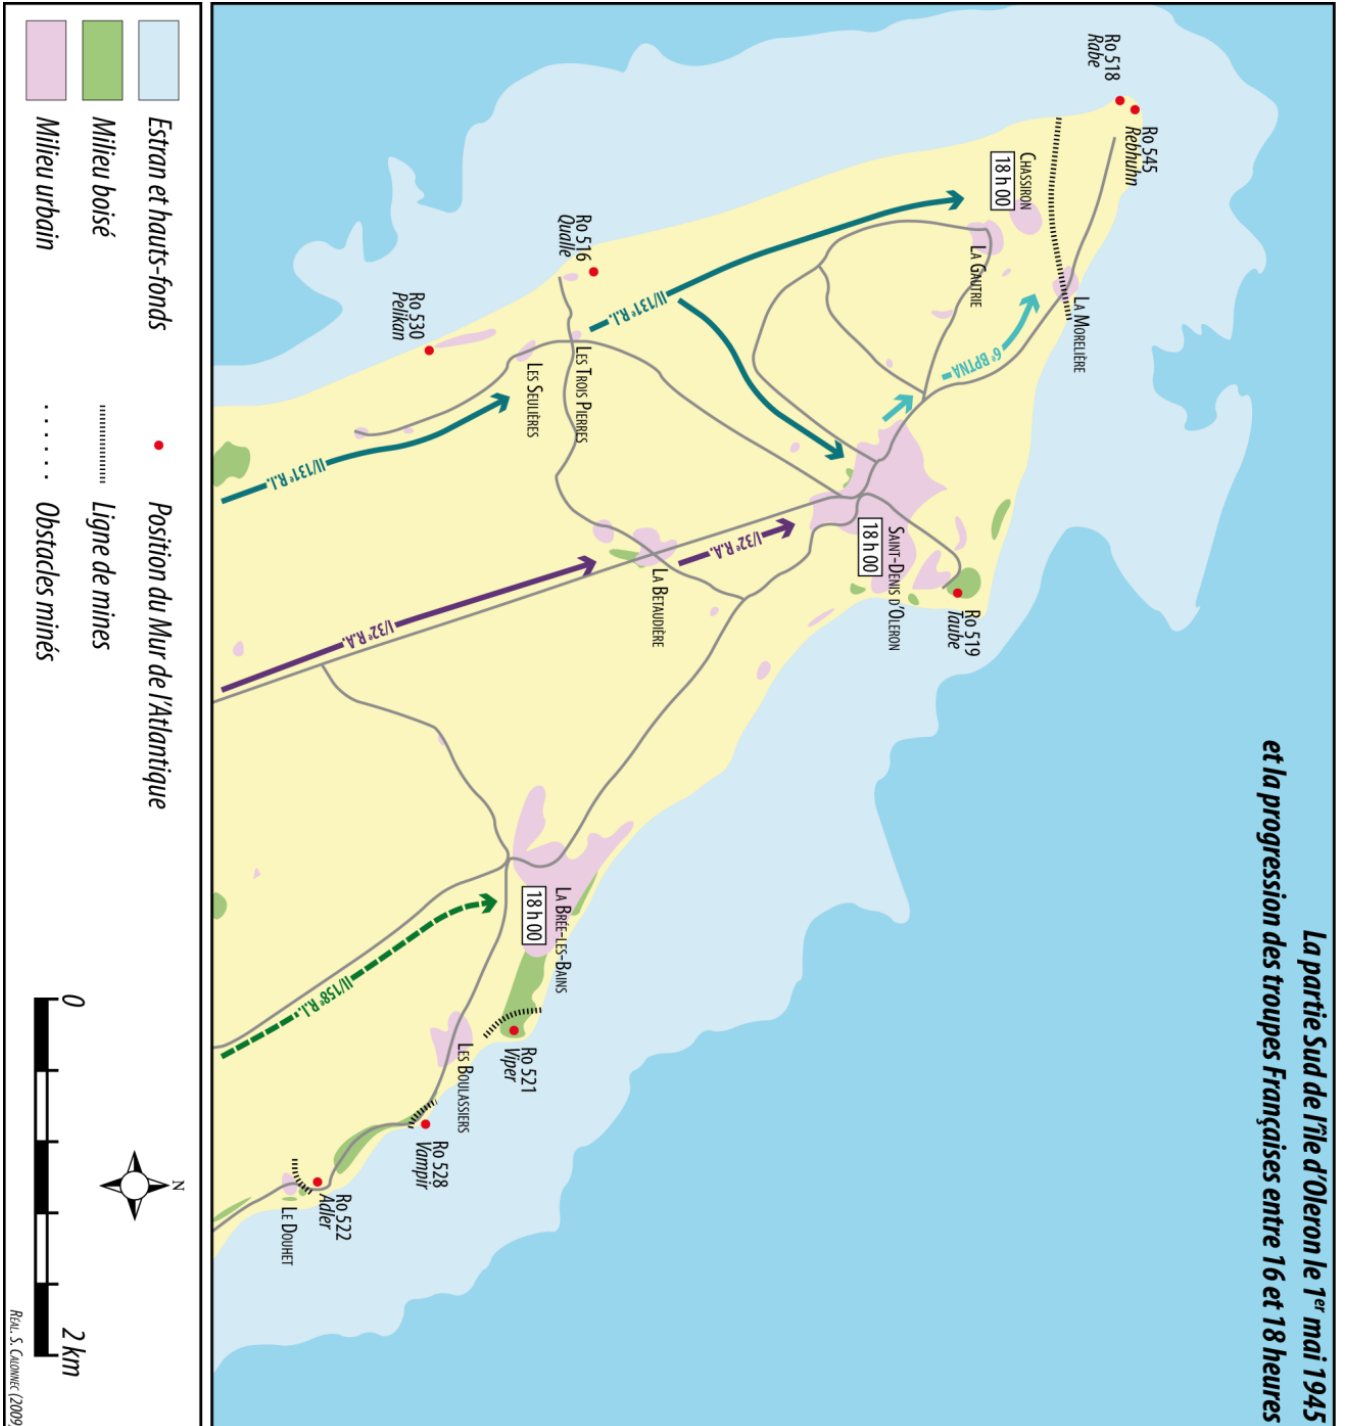 La partie Sud de l'île d'Oleron le 1er mai 1945
et la progression des troupes Françaises entre 16 et 18 heures
Ro 518
Rabe
Ro 545
Rebhuhn
Chassiron
18 h 00
La Gautrie
La Morelière
6e BPTNA
Ro 516
Qualle
II/131e R.I.
Ro 530
Pelikan
Les Trois Pierres
Les Seulières
II/131e R.I.
Saint-Denis d'Oleron
18 h 00
Ro 519
Taube
I/32e R.A.
La Betaudière
I/32e R.A.
La Brée-les-Bains
18 h 00
II/158e R.I.
Ro 521
Viper
Les Boulassiers
Ro 528
Vampir
Ro 522
Adler
Le Douhet
Estran et hauts-fonds
Milieu boisé
Milieu urbain
Position du Mur de l'Atlantique
Ligne de mines
Obstacles minés
N
0
2 km
Real. S. Calonnec (2009)